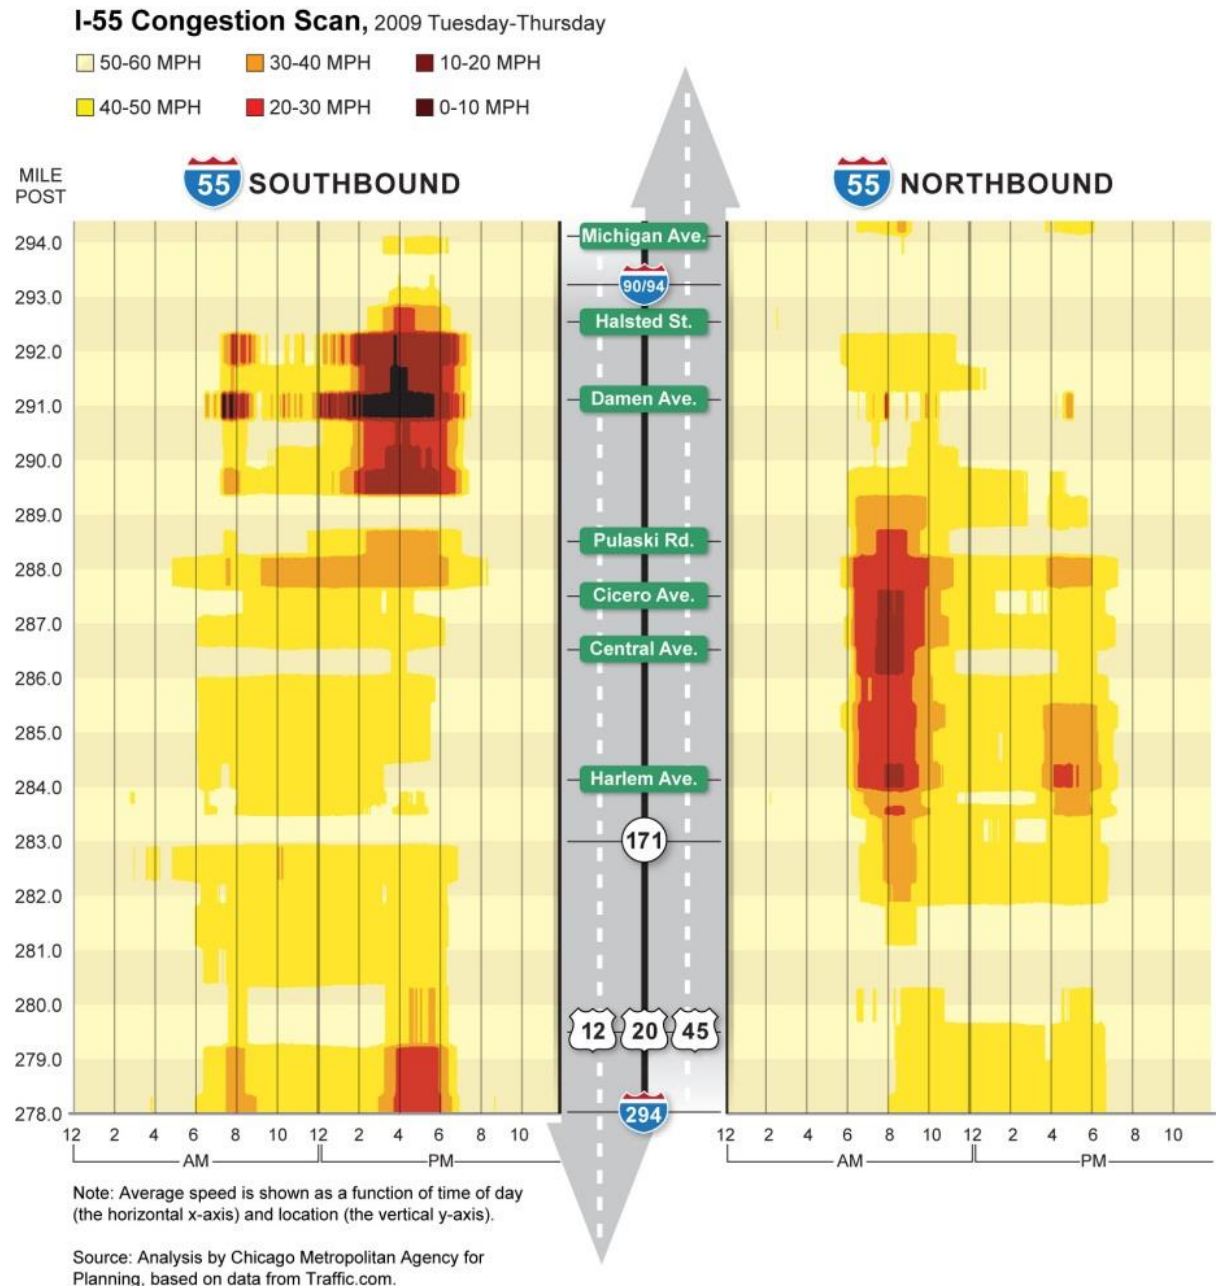 I-55 Congestion Scan, 2009 Tuesday-Thursday
50-60 MPH
30-40 MPH
10-20 MPH
40-50 MPH
20-30 MPH
0-10 MPH
MILE
POST
55 SOUTHBOUND
55 NORTHBOUND
294.0
293.0
292.0
291.0
290.0
289.0
288.0
287.0
286.0
285.0
284.0
283.0
282.0
281.0
280.0
279.0
278.0
Michigan Ave.
90/94
Halsted St.
Damen Ave.
Pulaski Rd.
Cicero Ave.
Central Ave.
Harlem Ave.
171
12 20 45
294
12 2 4 6 8 10 12 2 4 6 8 10
AM PM
12 2 4 6 8 10 12 2 4 6 8 10
AM PM
Note: Average speed is shown as a function of time of day
(the horizontal x-axis) and location (the vertical y-axis).
Source: Analysis by Chicago Metropolitan Agency for
Planning, based on data from Traffic.com.